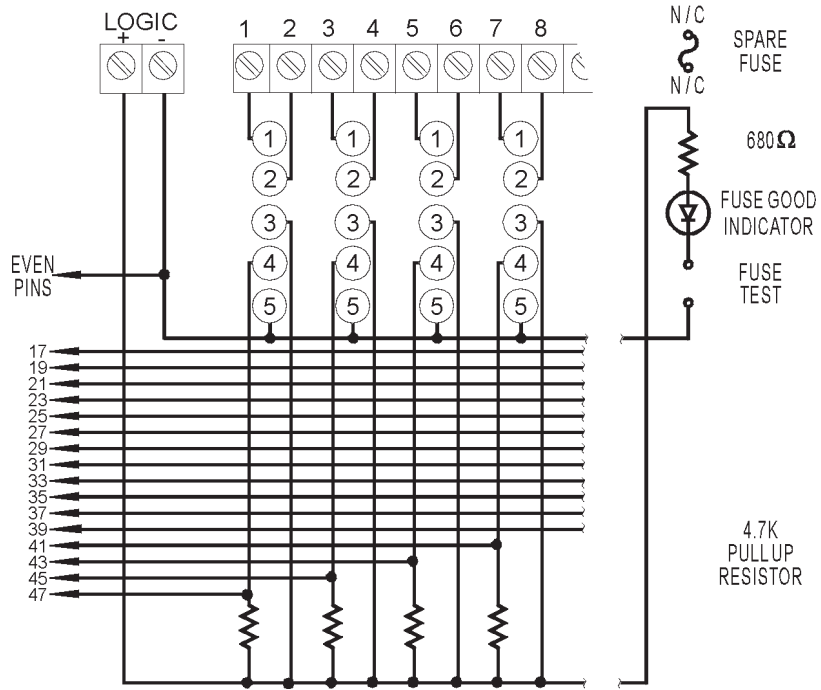 LOGIC
+ -
1 2 3 4 5 6 7 8
N/C
N/C
SPARE
FUSE
680Ω
FUSE GOOD
INDICATOR
FUSE
TEST
1 1 1 1
2 2 2 2
3 3 3 3
4 4 4 4
5 5 5 5
EVEN
PINS
17
19
21
23
25
27
29
31
33
35
37
39
41
43
45
47
4.7K
PULLUP
RESISTOR